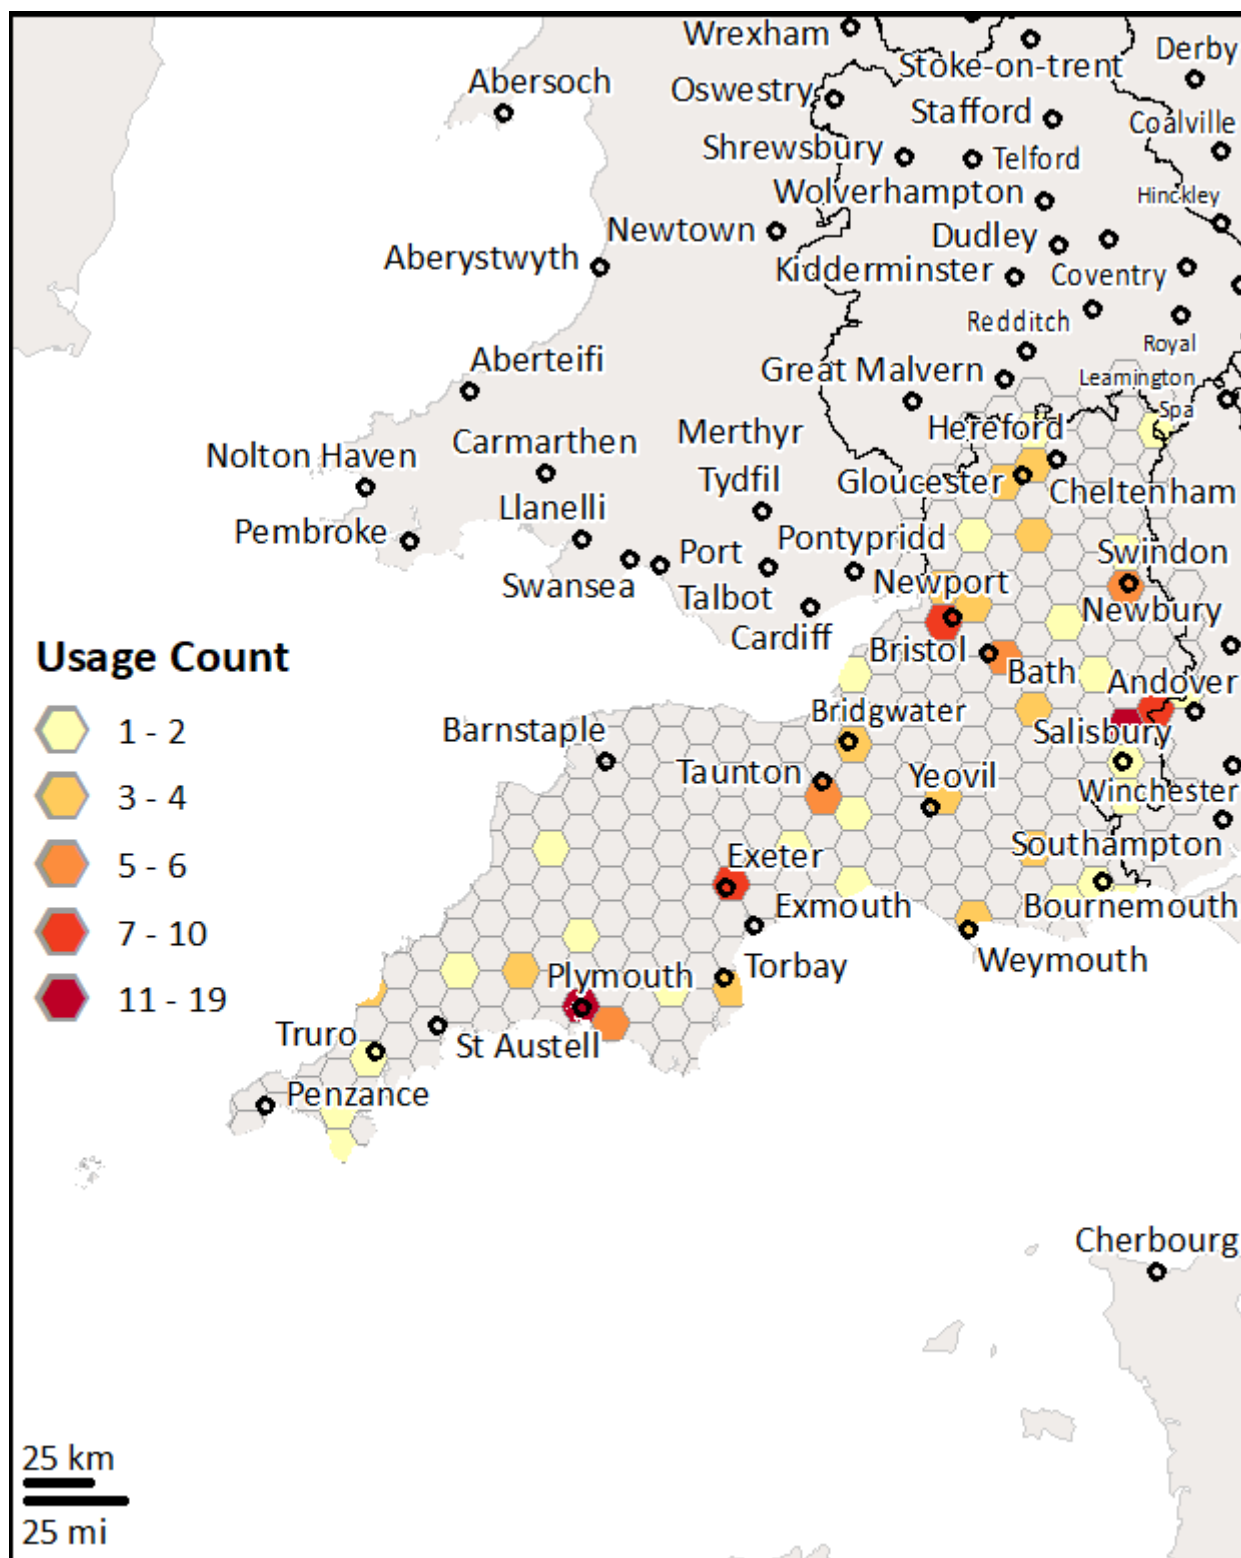 Wrexham
Stoke-on-trent
Derby
Abersoch
Oswestry
Stafford
Coalville
Shrewsbury
Telford
Wolverhampton
Hinckley
Newtown
Dudley
Aberystwyth
Kidderminster
Coventry
Redditch
Royal
Leamington
Spa
Aberteifi
Great Malvern
Nolton Haven
Carmarthen
Merthyr
Tydfil
Hereford
Llanelli
Gloucester
Cheltenham
Pembroke
Port
Talbot
Pontypridd
Swindon
Swansea
Newport
Newbury
Cardiff
Bristol
Bath
Andover
Usage Count
1 - 2
3 - 4
5 - 6
7 - 10
11 - 19
Barnstaple
Bridgwater
Salisbury
Taunton
Yeovil
Winchester
Exeter
Southampton
Exmouth
Bournemouth
Plymouth
Torbay
Weymouth
Truro
St Austell
Penzance
Cherbourg
25 km
25 mi